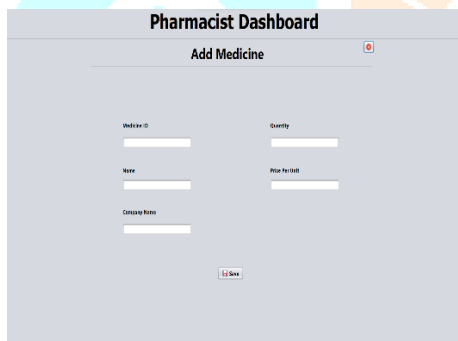 Pharmacist Dashboard
Add Medicine
Medicine ID
Quantity
Name
Price Per Unit
Company Name
Save